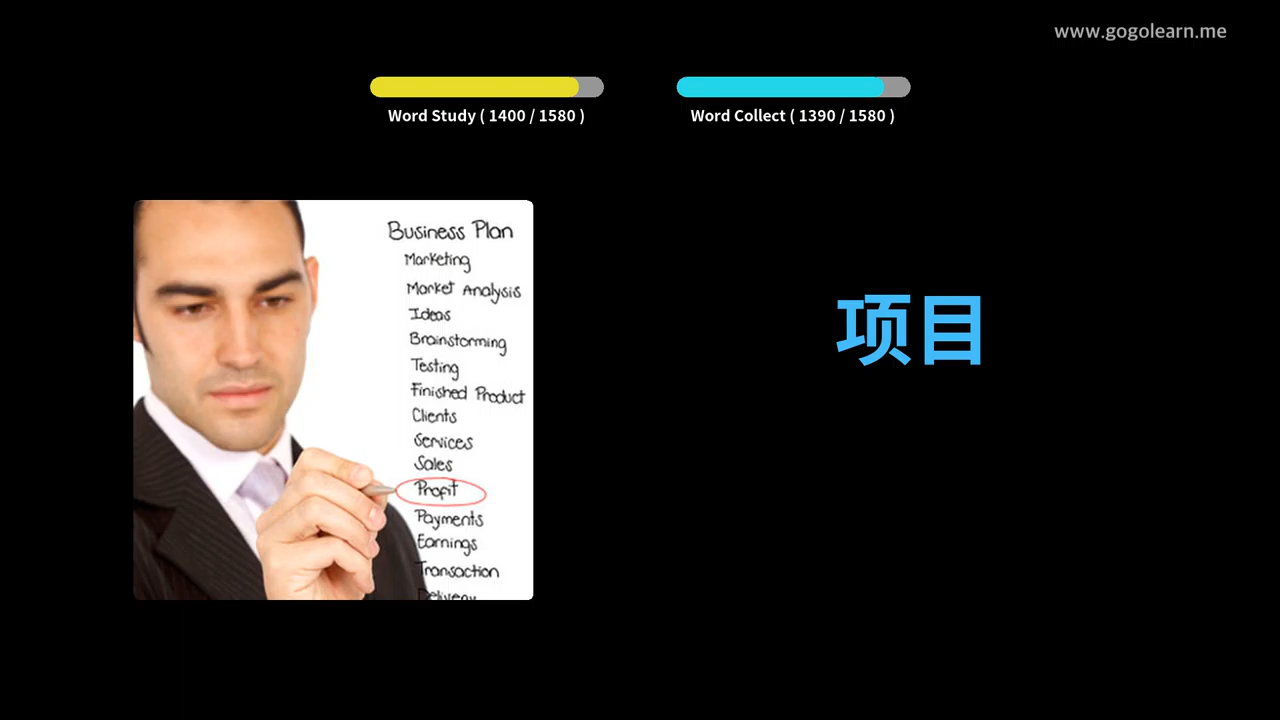 www.gogolearn.me
Word Study ( 1400 / 1580 )
Word Collect ( 1390 / 1580 )
Business Plan
Marketing
Market Analysis
Ideas
Brainstorming
Testing
Finished Product
Clients
Services
Sales
Profit
Payments
Earnings
Transaction
Delivery
项目